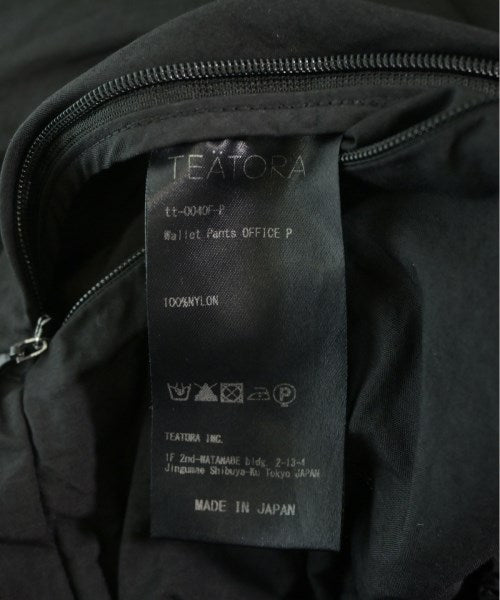 TEÄTORA
tt-004OF-P
Wallet Pants OFFICE P
100%NYLON
P
TEATORA INC.
1F 2nd-WATANABE bldg. 2-13-4
Jingumae Shibuya-Ku Tokyo JAPAN
MADE IN JAPAN